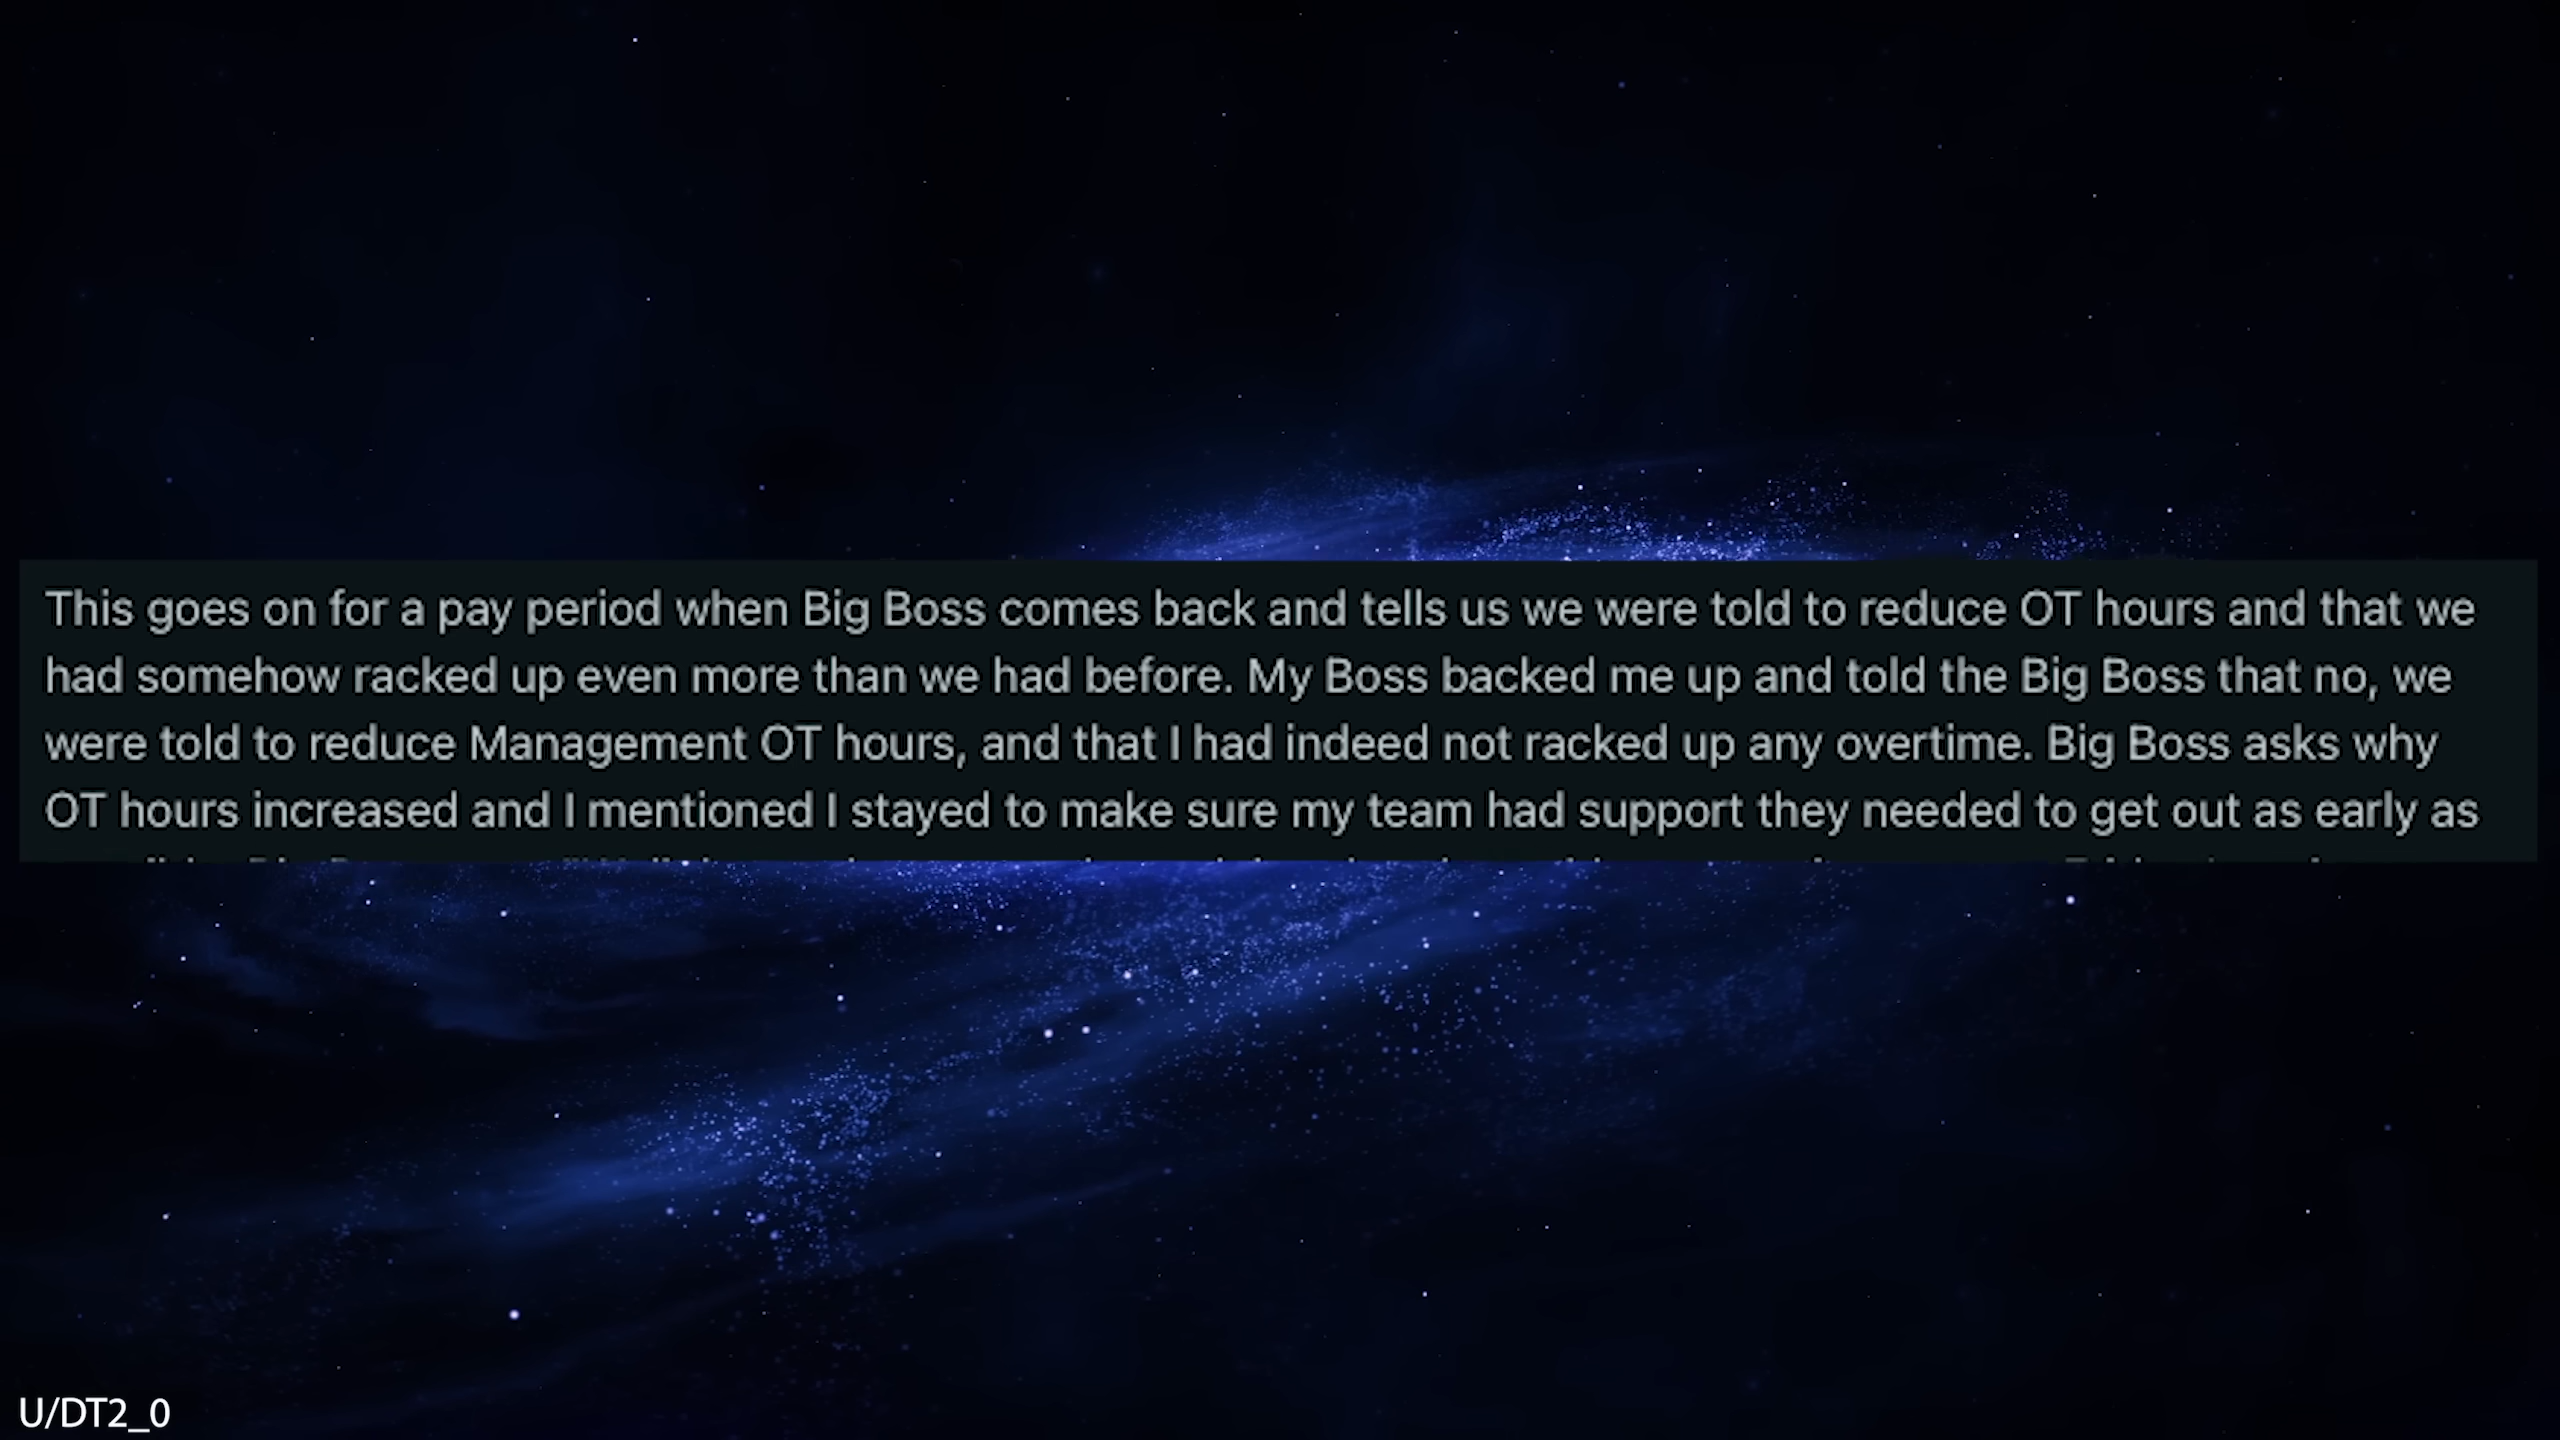 This goes on for a pay period when Big Boss comes back and tells us we were told to reduce OT hours and that we
had somehow racked up even more than we had before. My Boss backed me up and told the Big Boss that no, we
were told to reduce Management OT hours, and that I had indeed not racked up any overtime. Big Boss asks why
OT hours increased and I mentioned I stayed to make sure my team had support they needed to get out as early as
U/DT2_0